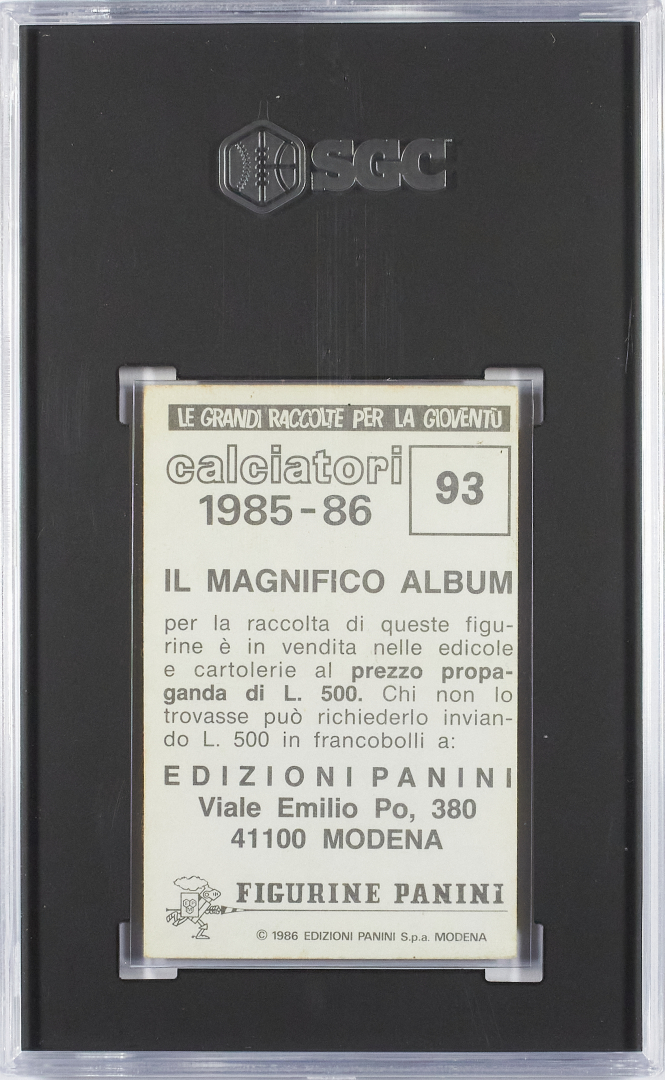 SGC
LE GRANDI RACCOLTE PER LA GIOVENTÙ
calciatori
1985-86
93
IL MAGNIFICO ALBUM
per la raccolta di queste figu-
rine è in vendita nelle edicole
e cartolerie al prezzo propa-
ganda di L. 500. Chi non lo
trovasse può richiederlo invian-
do L. 500 in francobolli a:
EDIZIONI PANINI
Viale Emilio Po, 380
41100 MODENA
FIGURINE PANINI
© 1986 EDIZIONI PANINI S.p.a. MODENA